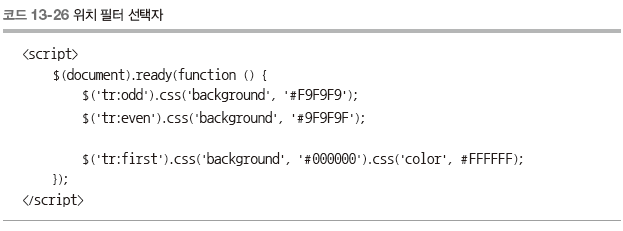 코드 13-26 위치 필터 선택자
<script>
$(document).ready(function () {
$('tr:odd').css('background', '#F9F9F9');
$('tr:even').css('background', '#9F9F9F');
$('tr:first').css('background', '#000000').css('color', #FFFFFF);
});
</script>